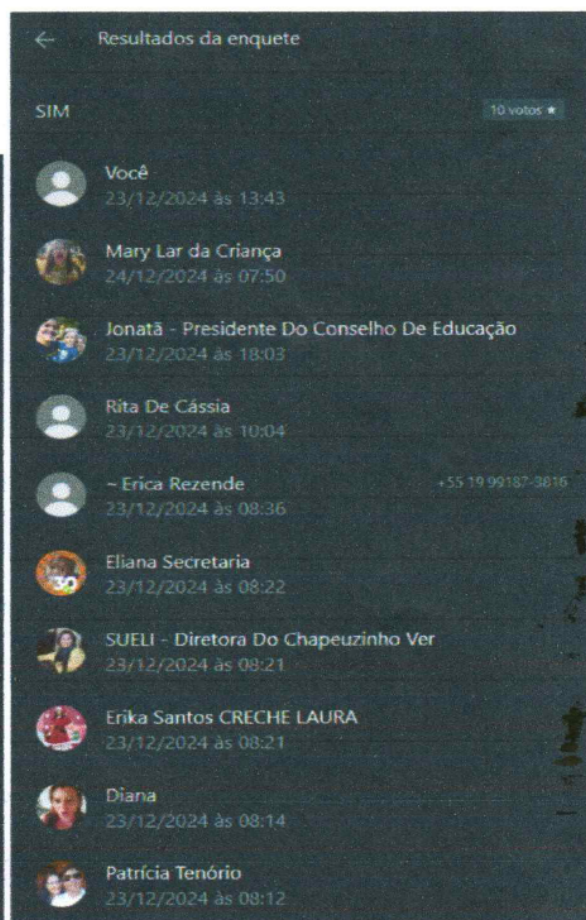 Resultados da enquete
SIM
10 votos ★
Você
23/12/2024 às 13:43
Mary Lar da Criança
24/12/2024 às 07:50
Jonatã - Presidente Do Conselho De Educação
23/12/2024 às 18:03
Rita De Cássia
23/12/2024 às 10:04
~ Erica Rezende
+55 19 99187-3816
23/12/2024 às 08:36
Eliana Secretaria
23/12/2024 às 08:22
SUELI - Diretora Do Chapeuzinho Ver
23/12/2024 às 08:21
Erika Santos CRECHE LAURA
23/12/2024 às 08:21
Diana
23/12/2024 às 08:14
Patrícia Tenório
23/12/2024 às 08:12